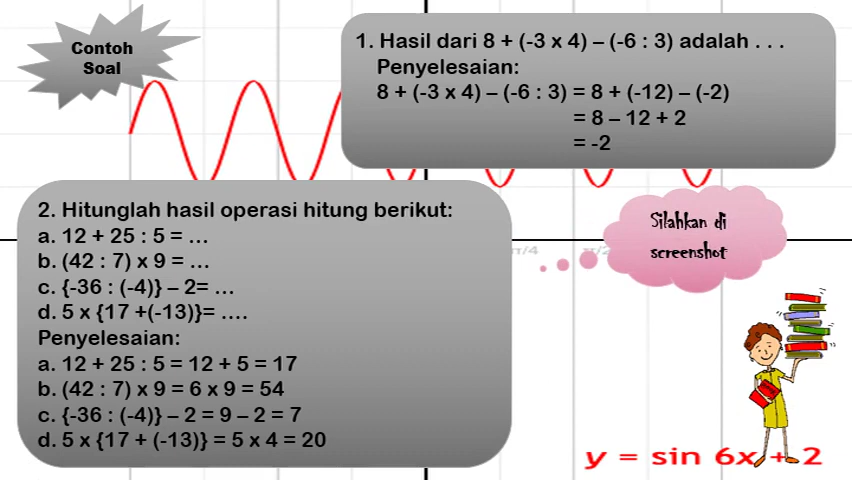 Contoh
Soal
1. Hasil dari 8 + (-3 x 4) – (-6 : 3) adalah . . .
Penyelesaian:
8 + (-3 x 4) – (-6 : 3) = 8 + (-12) – (-2)
= 8 – 12 + 2
= -2
2. Hitunglah hasil operasi hitung berikut:
a. 12 + 25 : 5 = ...
b. (42 : 7) x 9 = ...
c. {-36 : (-4)} – 2= ...
d. 5 x {17 +(-13)}= ....
Penyelesaian:
a. 12 + 25 : 5 = 12 + 5 = 17
b. (42 : 7) x 9 = 6 x 9 = 54
c. {-36 : (-4)} – 2 = 9 – 2 = 7
d. 5 x {17 + (-13)} = 5 x 4 = 20
Silahkan di
screenshot
π/4
y = sin 6x + 2